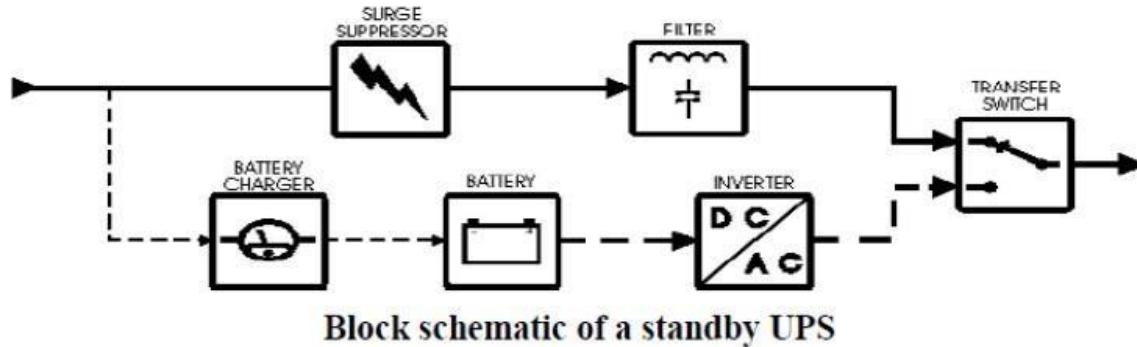 SURGE
SUPPRESSOR
FILTER
TRANSFER
SWITCH
BATTERY
CHARGER
BATTERY
INVERTER
D C
A C
Block schematic of a standby UPS